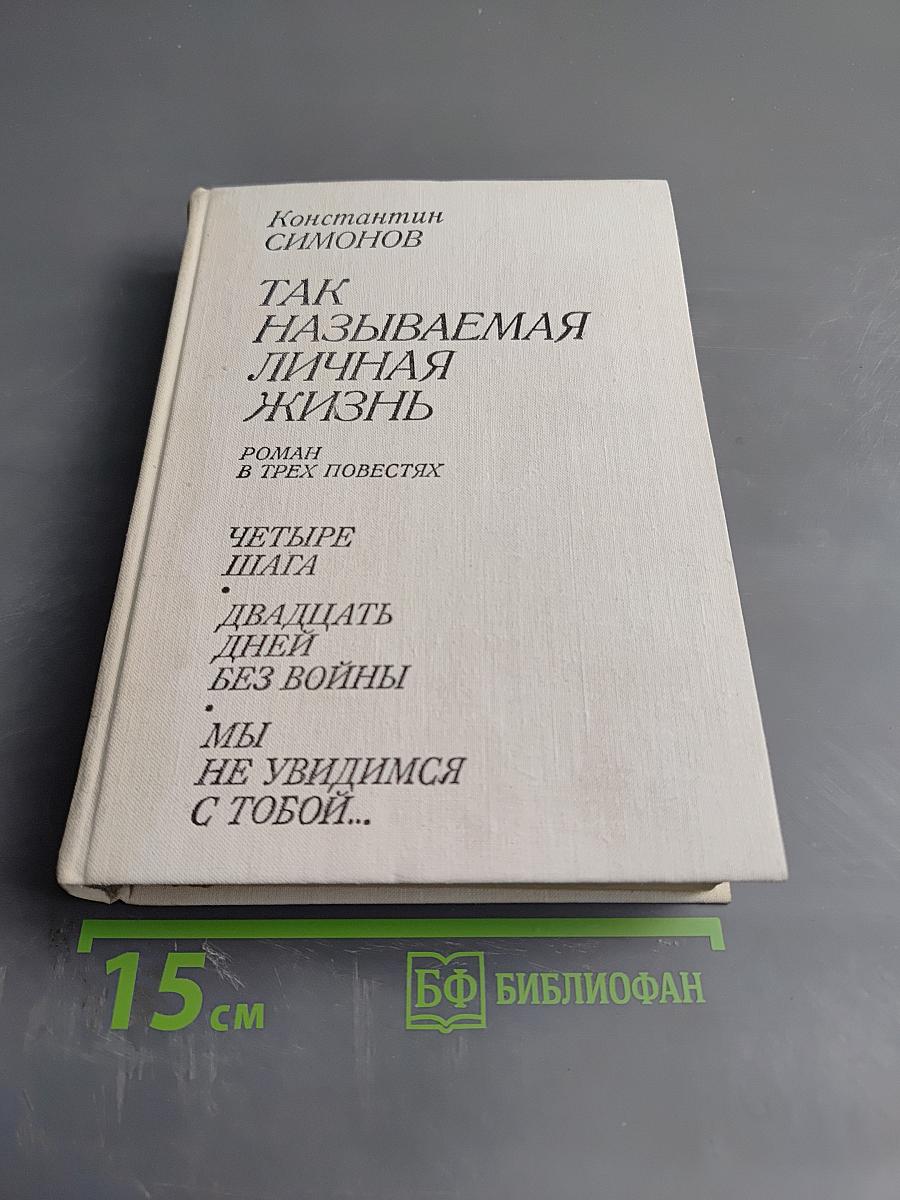 Константин
СИМОНОВ
ТАК
НАЗЫВАЕМАЯ
ЛИЧНАЯ
ЖИЗНЬ
РОМАН
В ТРЕХ ПОВЕСТЯХ
ЧЕТЫРЕ
ШАГА
•
ДВАДЦАТЬ
ДНЕЙ
БЕЗ ВОЙНЫ
•
МЫ
НЕ УВИДИМСЯ
С ТОБОЙ...
15 см
БФ БИБЛИОФАН